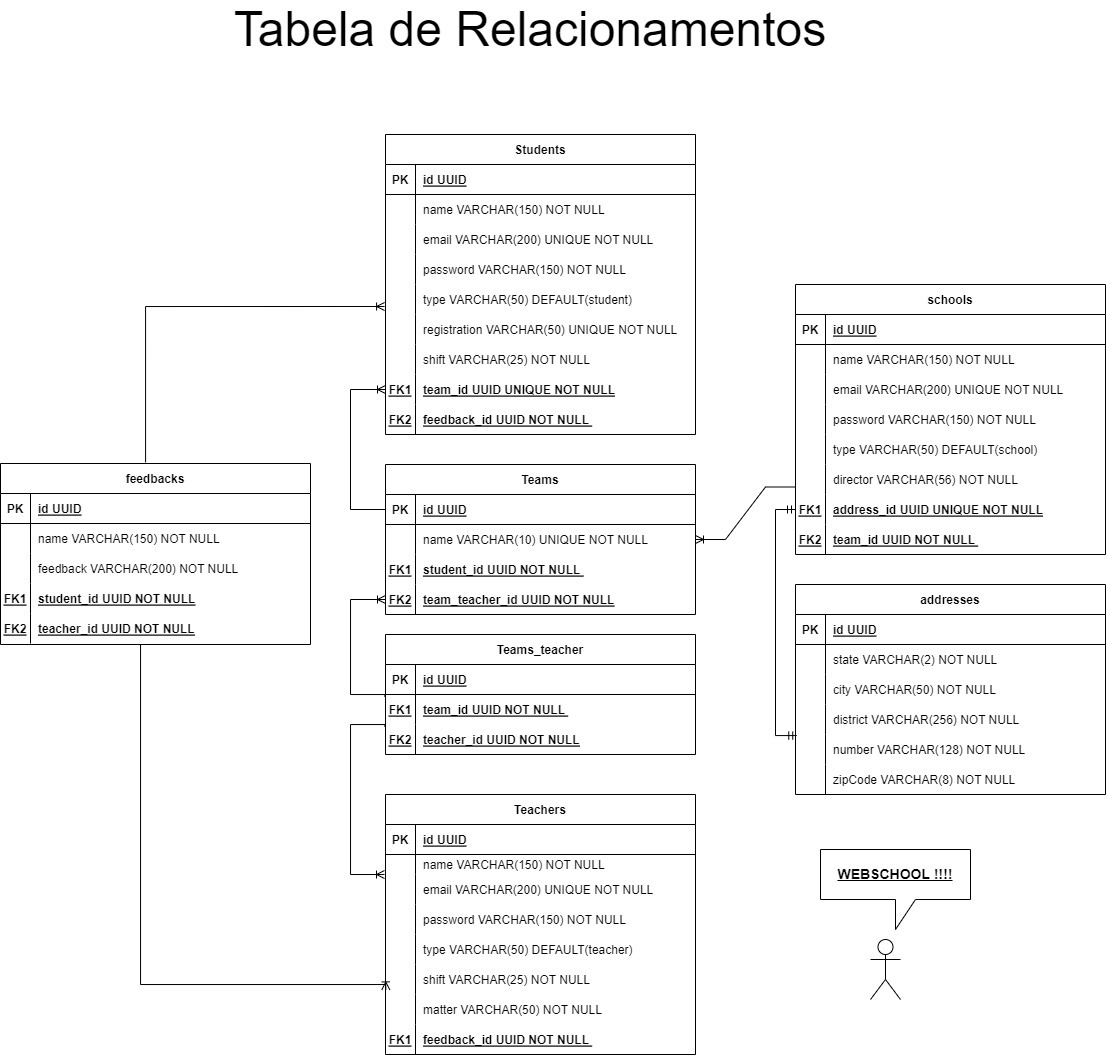 Tabela de Relacionamentos
Students
PK id UUID
name VARCHAR(150) NOT NULL
email VARCHAR(200) UNIQUE NOT NULL
password VARCHAR(150) NOT NULL
type VARCHAR(50) DEFAULT(student)
registration VARCHAR(50) UNIQUE NOT NULL
shift VARCHAR(25) NOT NULL
FK1 team_id UUID UNIQUE NOT NULL
FK2 feedback_id UUID NOT NULL
feedbacks
PK id UUID
name VARCHAR(150) NOT NULL
feedback VARCHAR(200) NOT NULL
FK1 student_id UUID NOT NULL
FK2 teacher_id UUID NOT NULL
Teams
PK id UUID
name VARCHAR(10) UNIQUE NOT NULL
FK1 student_id UUID NOT NULL
FK2 team_teacher_id UUID NOT NULL
Teams_teacher
PK id UUID
FK1 team_id UUID NOT NULL
FK2 teacher_id UUID NOT NULL
Teachers
PK id UUID
name VARCHAR(150) NOT NULL
email VARCHAR(200) UNIQUE NOT NULL
password VARCHAR(150) NOT NULL
type VARCHAR(50) DEFAULT(teacher)
shift VARCHAR(25) NOT NULL
matter VARCHAR(50) NOT NULL
FK1 feedback_id UUID NOT NULL
schools
PK id UUID
name VARCHAR(150) NOT NULL
email VARCHAR(200) UNIQUE NOT NULL
password VARCHAR(150) NOT NULL
type VARCHAR(50) DEFAULT(school)
director VARCHAR(56) NOT NULL
FK1 address_id UUID UNIQUE NOT NULL
FK2 team_id UUID NOT NULL
addresses
PK id UUID
state VARCHAR(2) NOT NULL
city VARCHAR(50) NOT NULL
district VARCHAR(256) NOT NULL
number VARCHAR(128) NOT NULL
zipCode VARCHAR(8) NOT NULL
WEBSCHOOL !!!!